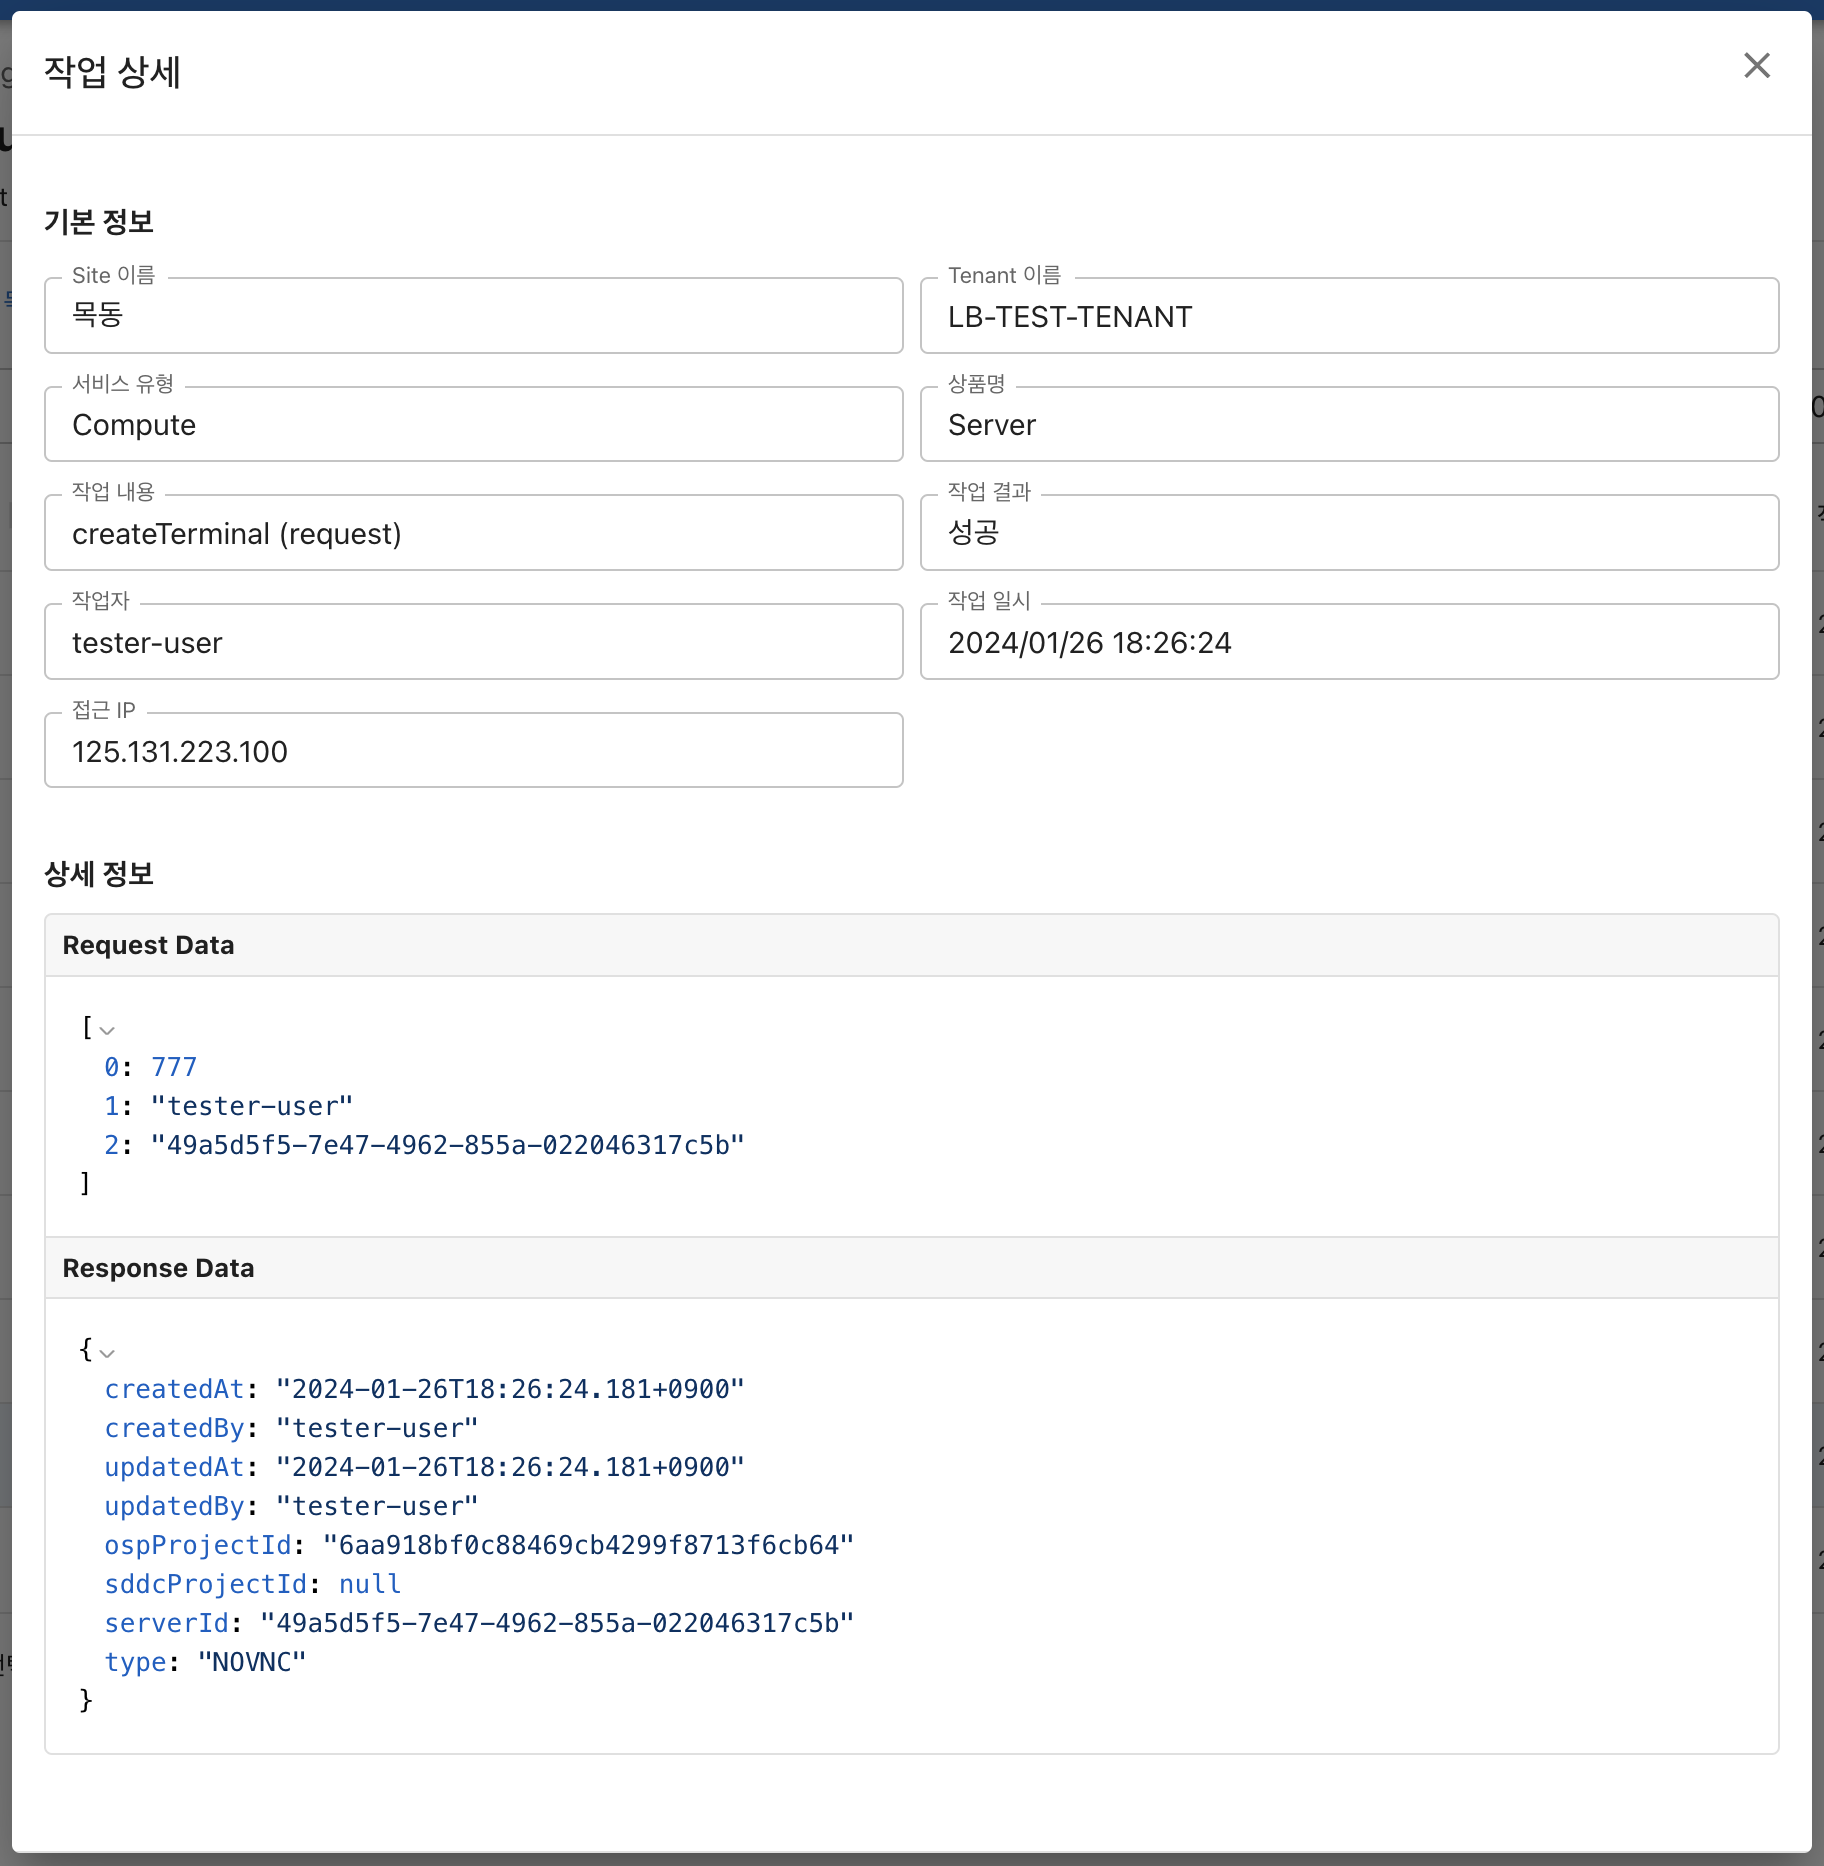 작업 상세
기본 정보
Site 이름
목동
Tenant 이름
LB-TEST-TENANT
서비스 유형
Compute
상품명
Server
작업 내용
createTerminal (request)
작업 결과
성공
작업자
tester-user
작업 일시
2024/01/26 18:26:24
접근 IP
125.131.223.100
상세 정보
Request Data
[
0: 777
1: "tester-user"
2: "49a5d5f5-7e47-4962-855a-022046317c5b"
]
Response Data
{
createdAt: "2024-01-26T18:26:24.181+0900"
createdBy: "tester-user"
updatedAt: "2024-01-26T18:26:24.181+0900"
updatedBy: "tester-user"
ospProjectId: "6aa918bf0c88469cb4299f8713f6cb64"
sddcProjectId: null
serverId: "49a5d5f5-7e47-4962-855a-022046317c5b"
type: "NOVNC"
}